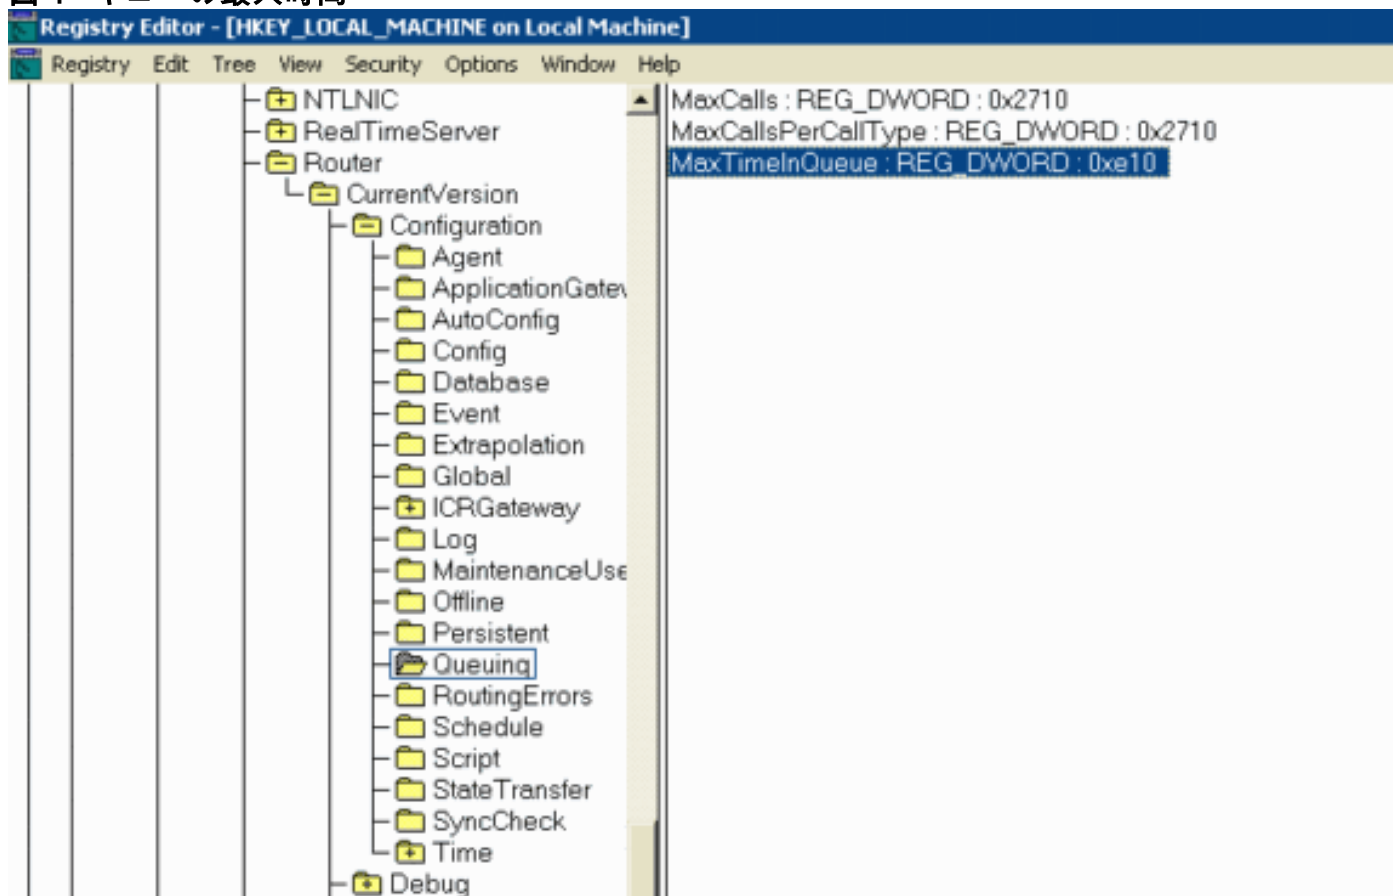 Registry Editor - [HKEY_LOCAL_MACHINE on Local Machine]
Registry Edit Tree View Security Options Window Help
NTLNIC
RealTimeServer
Router
CurrentVersion
Configuration
Agent
ApplicationGatew
AutoConfig
Config
Database
Event
Extrapolation
Global
ICRGateway
Log
MaintenanceUse
Offline
Persistent
Queuing
RoutingErrors
Schedule
Script
StateTransfer
SyncCheck
Time
Debug
MaxCalls : REG_DWORD : 0x2710
MaxCallsPerCallType : REG_DWORD : 0x2710
MaxTimeInQueue : REG_DWORD : 0xe10